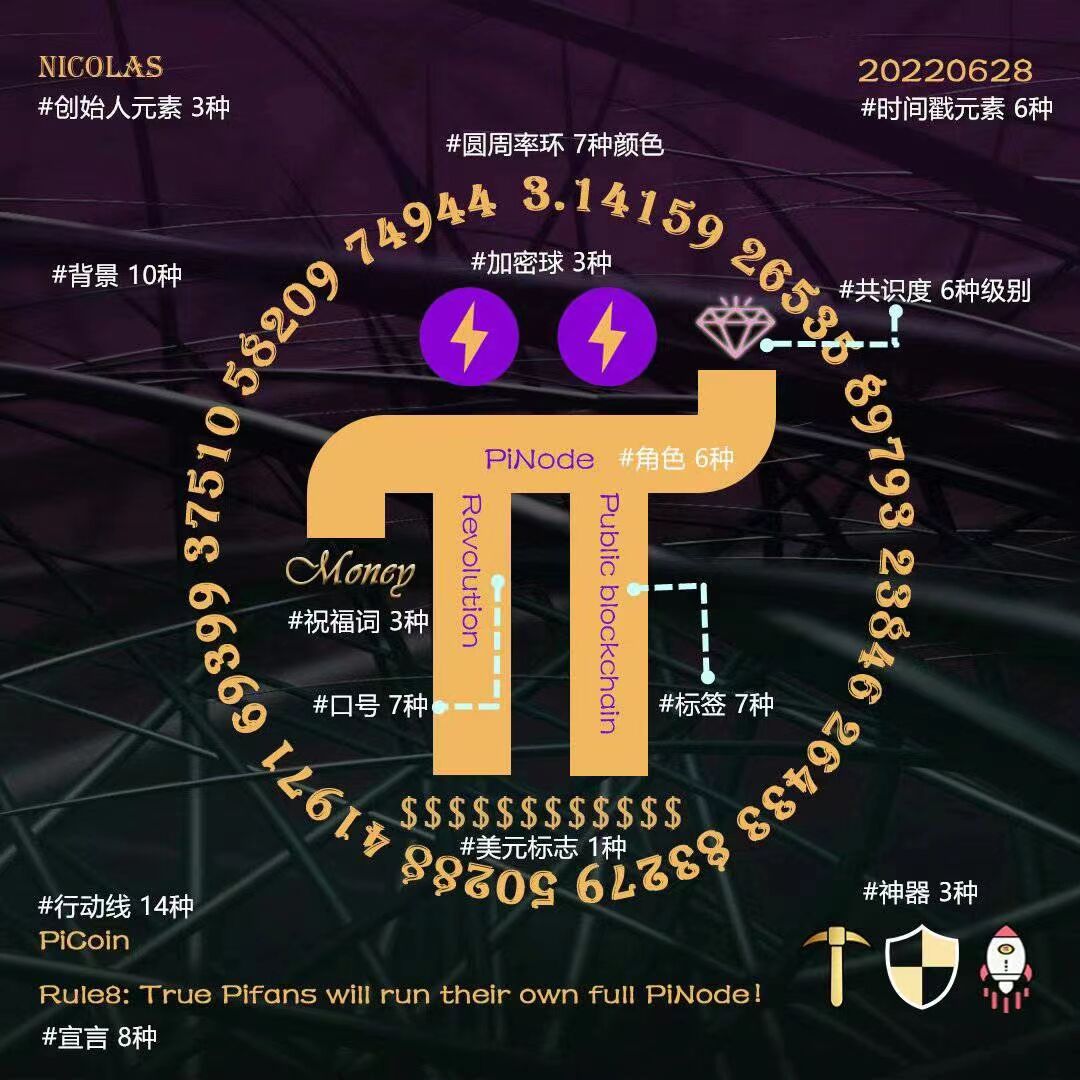 NICOLAS
#创始人元素 3种
20220628
#时间戳元素 6种
#圆周率环 7种颜色
3.14159 26535 89793 23846 26433 83279 50288 41971 69399 37510 58209 74944
#加密球 3种
#背景 10种
#共识度 6种级别
PiNode
#角色 6种
Revolution
Public blockchain
Money
#祝福词 3种
#口号 7种
#标签 7种
$$$$$$$$$$$$
#美元标志 1种
#行动线 14种
PiCoin
#神器 3种
Rule8: True Pifans will run their own full PiNode!
#宣言 8种